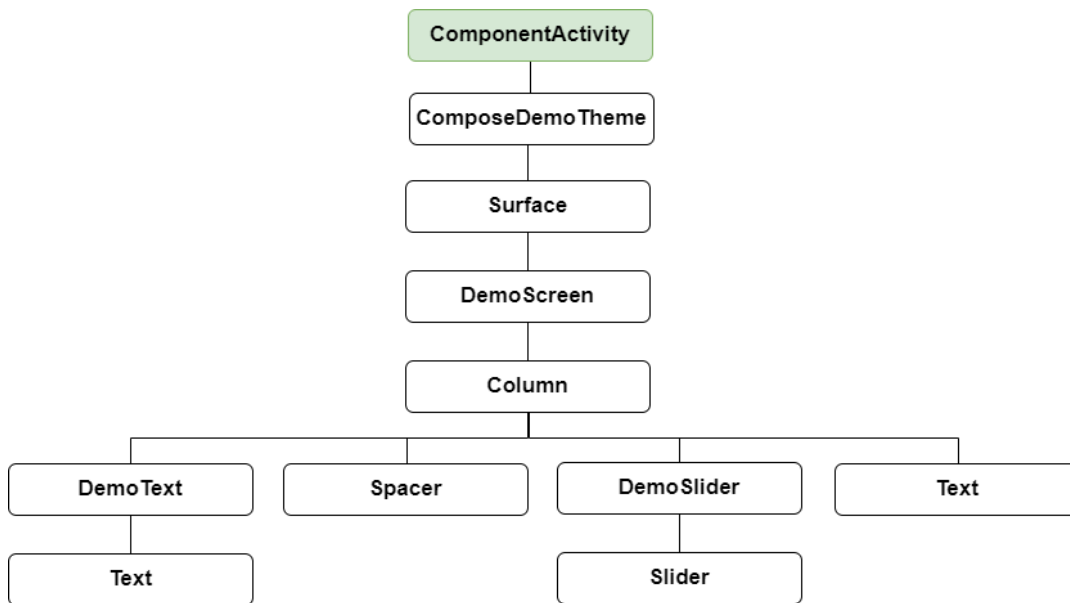 ComponentActivity
ComposeDemoTheme
Surface
DemoScreen
Column
DemoText
Spacer
DemoSlider
Text
Text
Slider